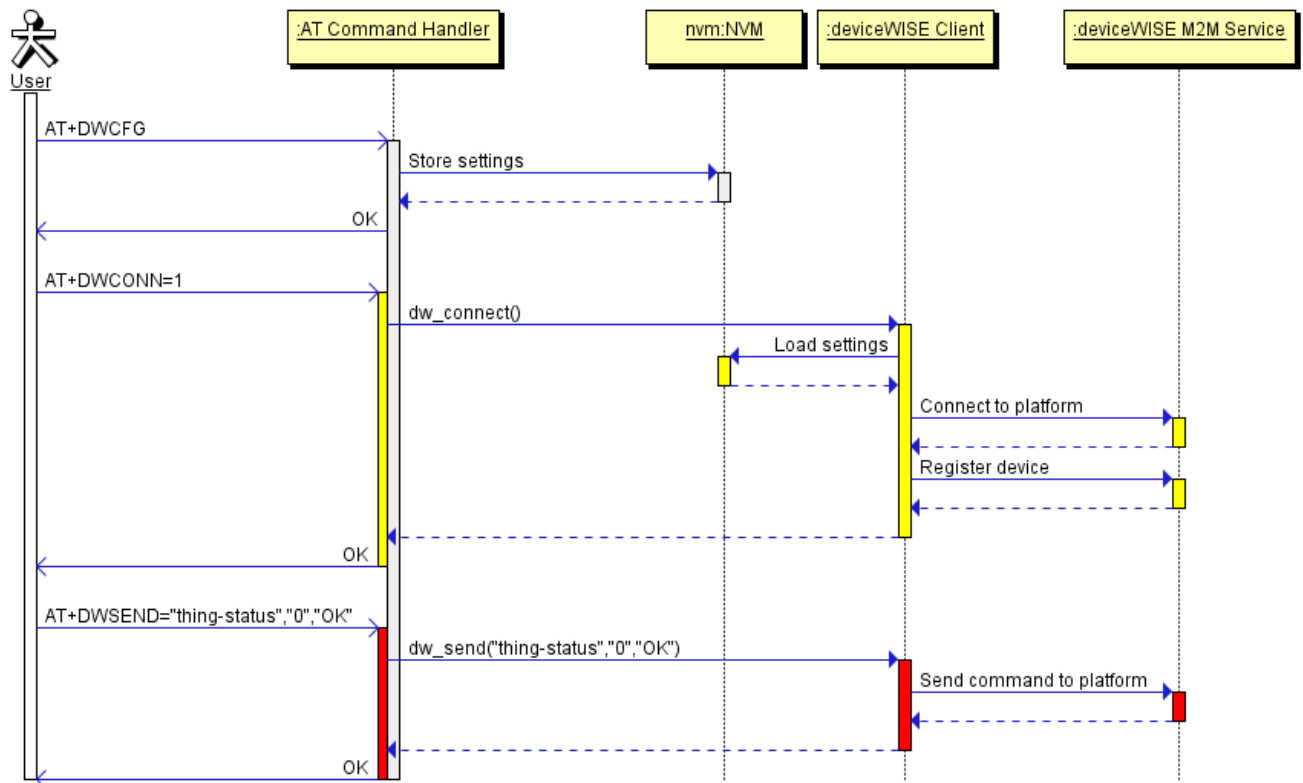 :AT Command Handler
nvm:NVM
:deviceWISE Client
:deviceWISE M2M Service
User
AT+DWCFG
Store settings
OK
AT+DWCONN=1
dw_connect()
Load settings
Connect to platform
Register device
OK
AT+DWSEND="thing-status","0","OK"
dw_send("thing-status","0","OK")
Send command to platform
OK